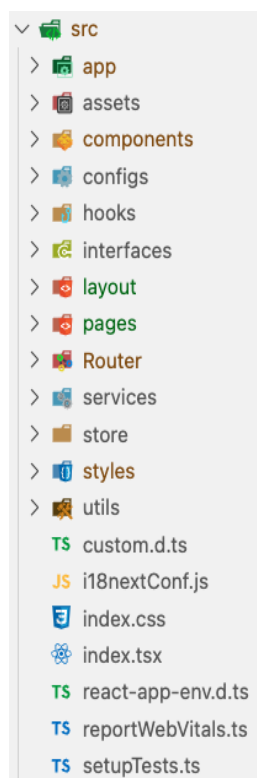 src
app
assets
components
configs
hooks
interfaces
layout
pages
Router
services
store
styles
utils
TS custom.d.ts
JS i18nextConf.js
index.css
index.tsx
TS react-app-env.d.ts
TS reportWebVitals.ts
TS setupTests.ts